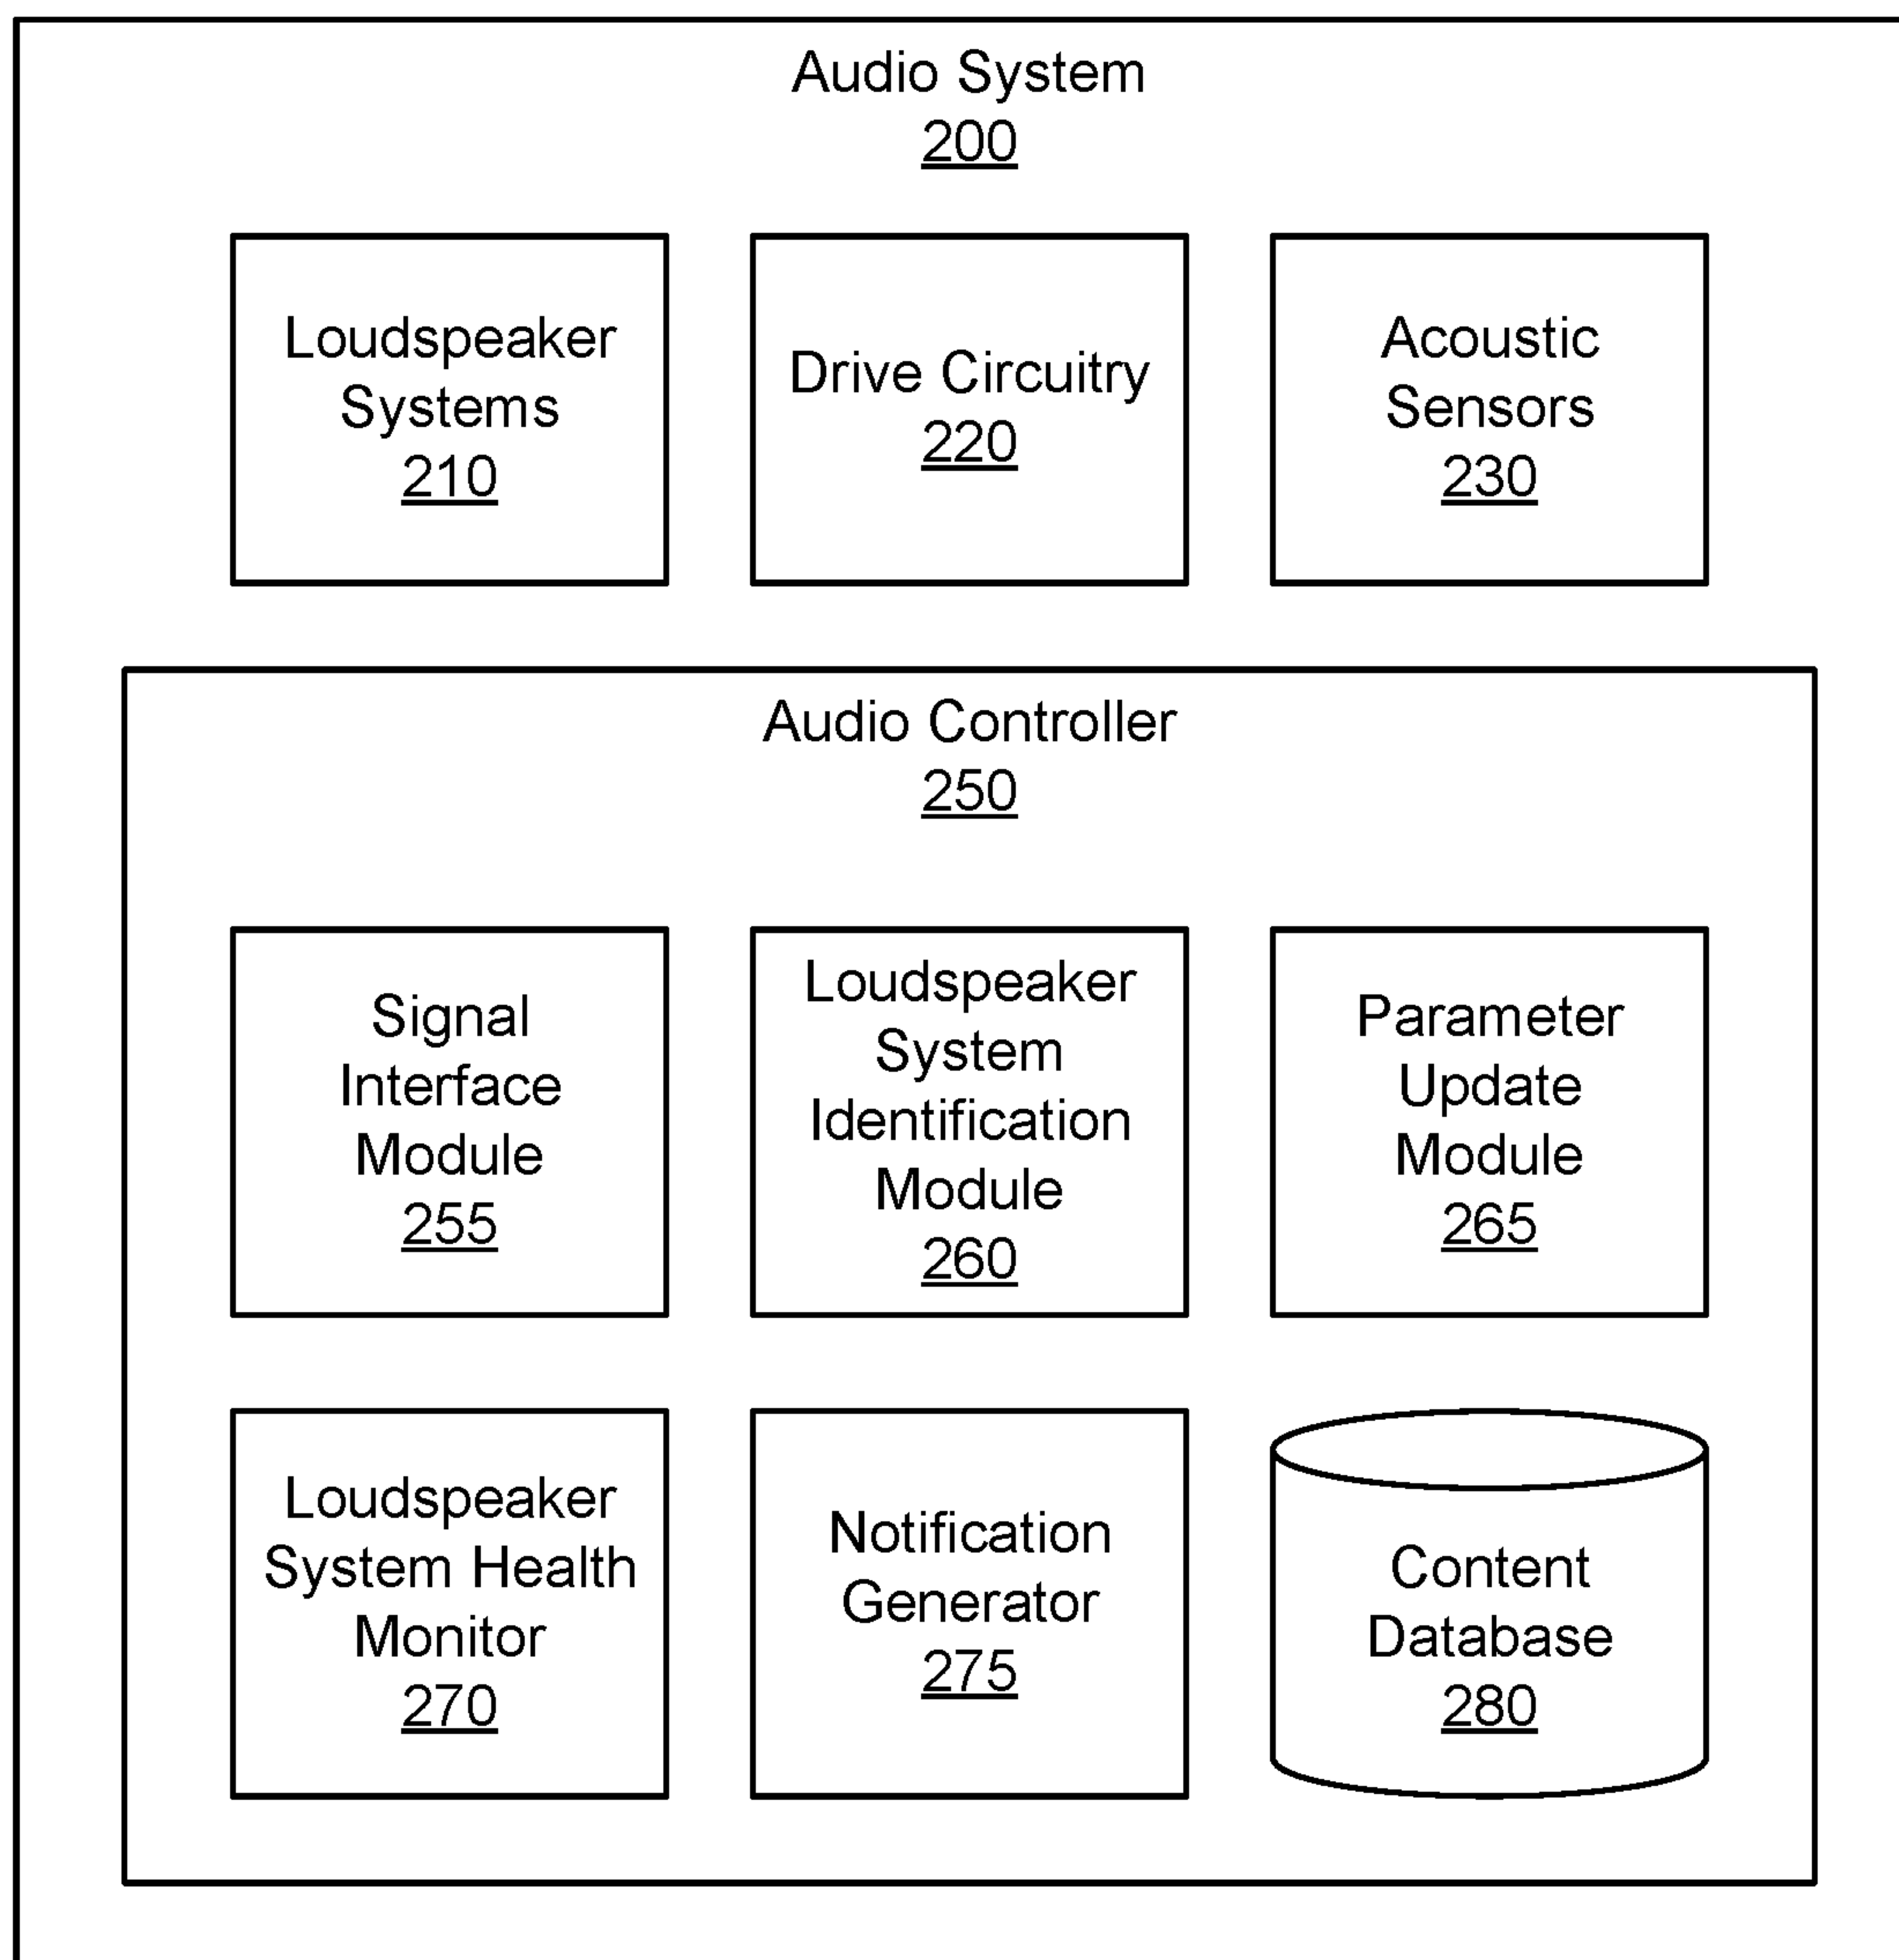 Audio System
200
Loudspeaker
Systems
210
Drive Circuitry
220
Acoustic
Sensors
230
Audio Controller
250
Signal
Interface
Module
255
Loudspeaker
System
Identification
Module
260
Parameter
Update
Module
265
Loudspeaker
System Health
Monitor
270
Notification
Generator
275
Content
Database
280